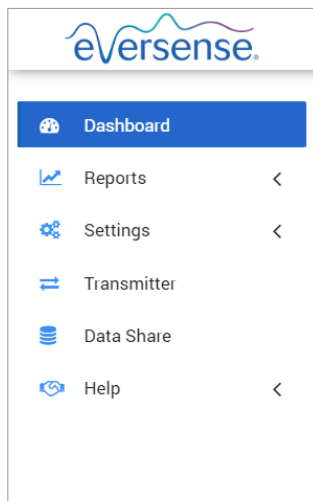 eversense®
Dashboard
Reports
Settings
Transmitter
Data Share
Help